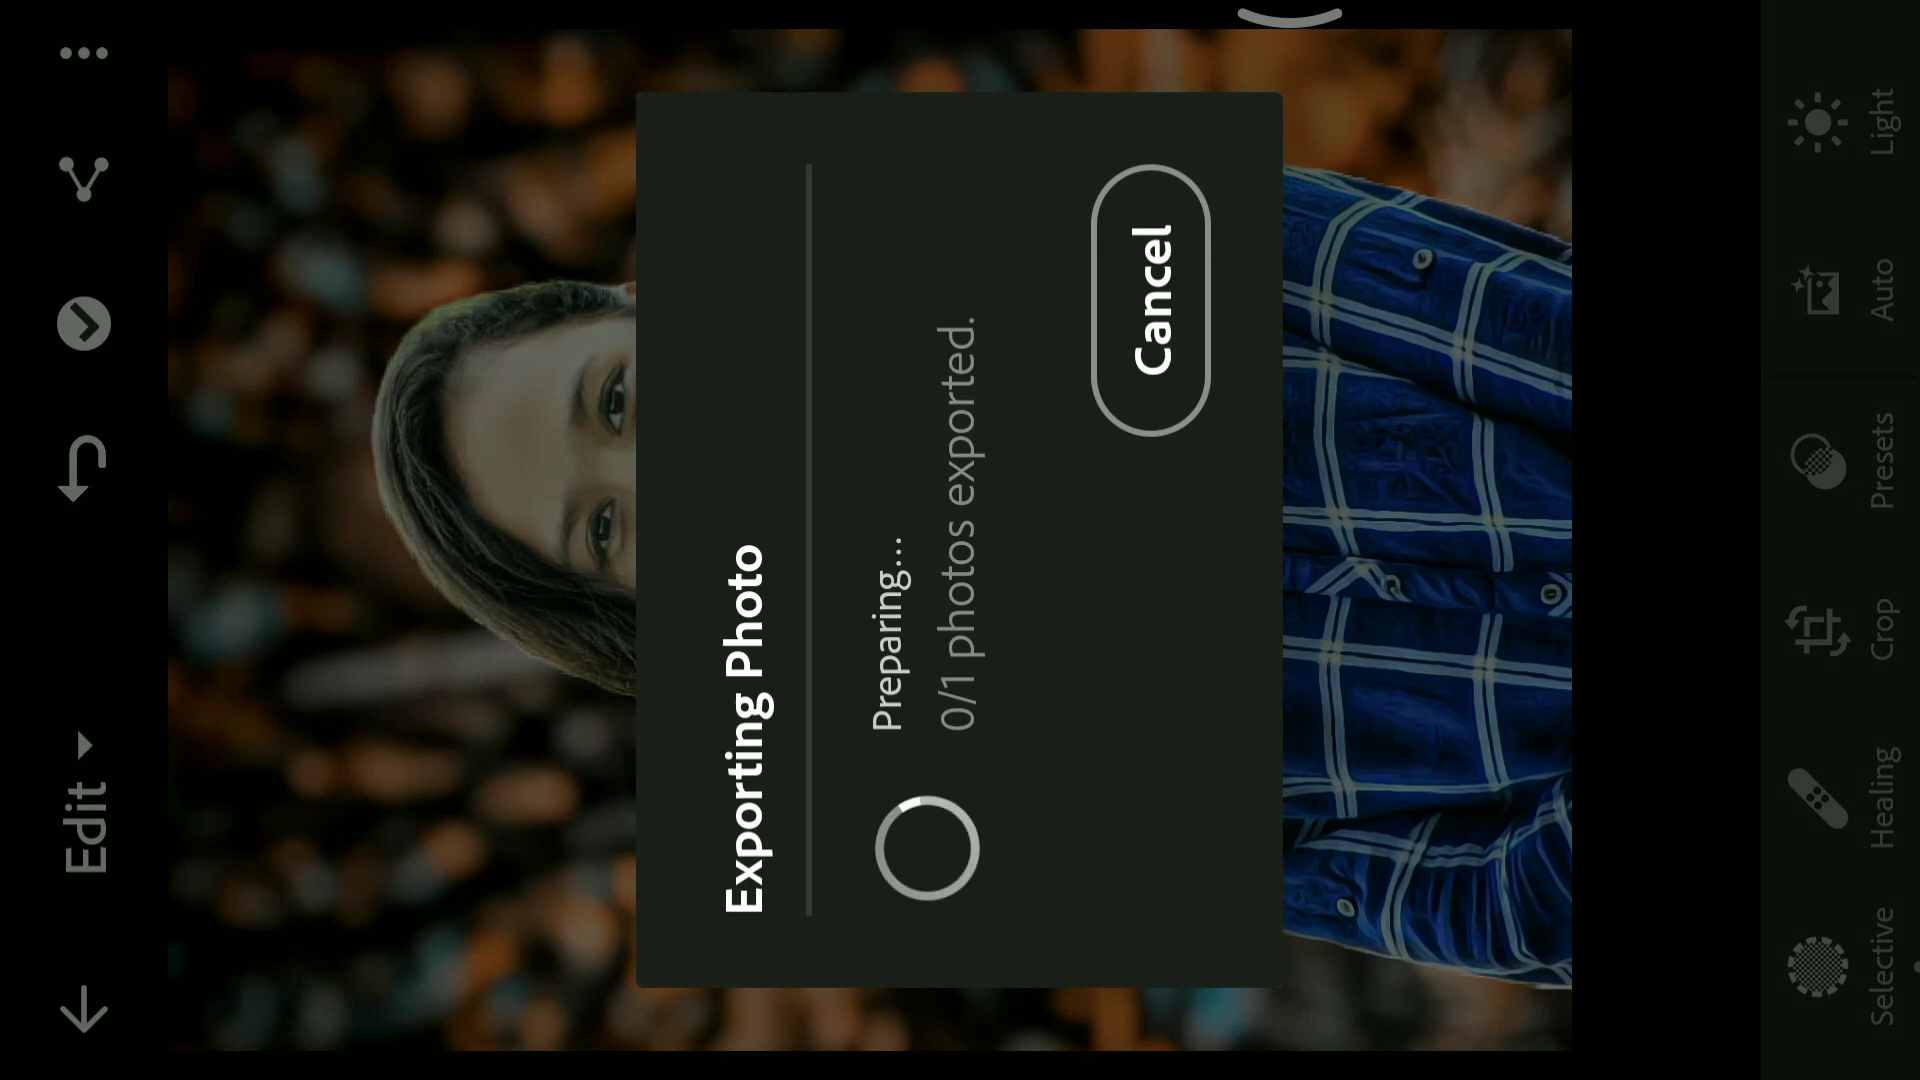 Edit
Exporting Photo
Preparing...
0/1 photos exported.
Cancel
Selective
Healing
Crop
Presets
Auto
Light